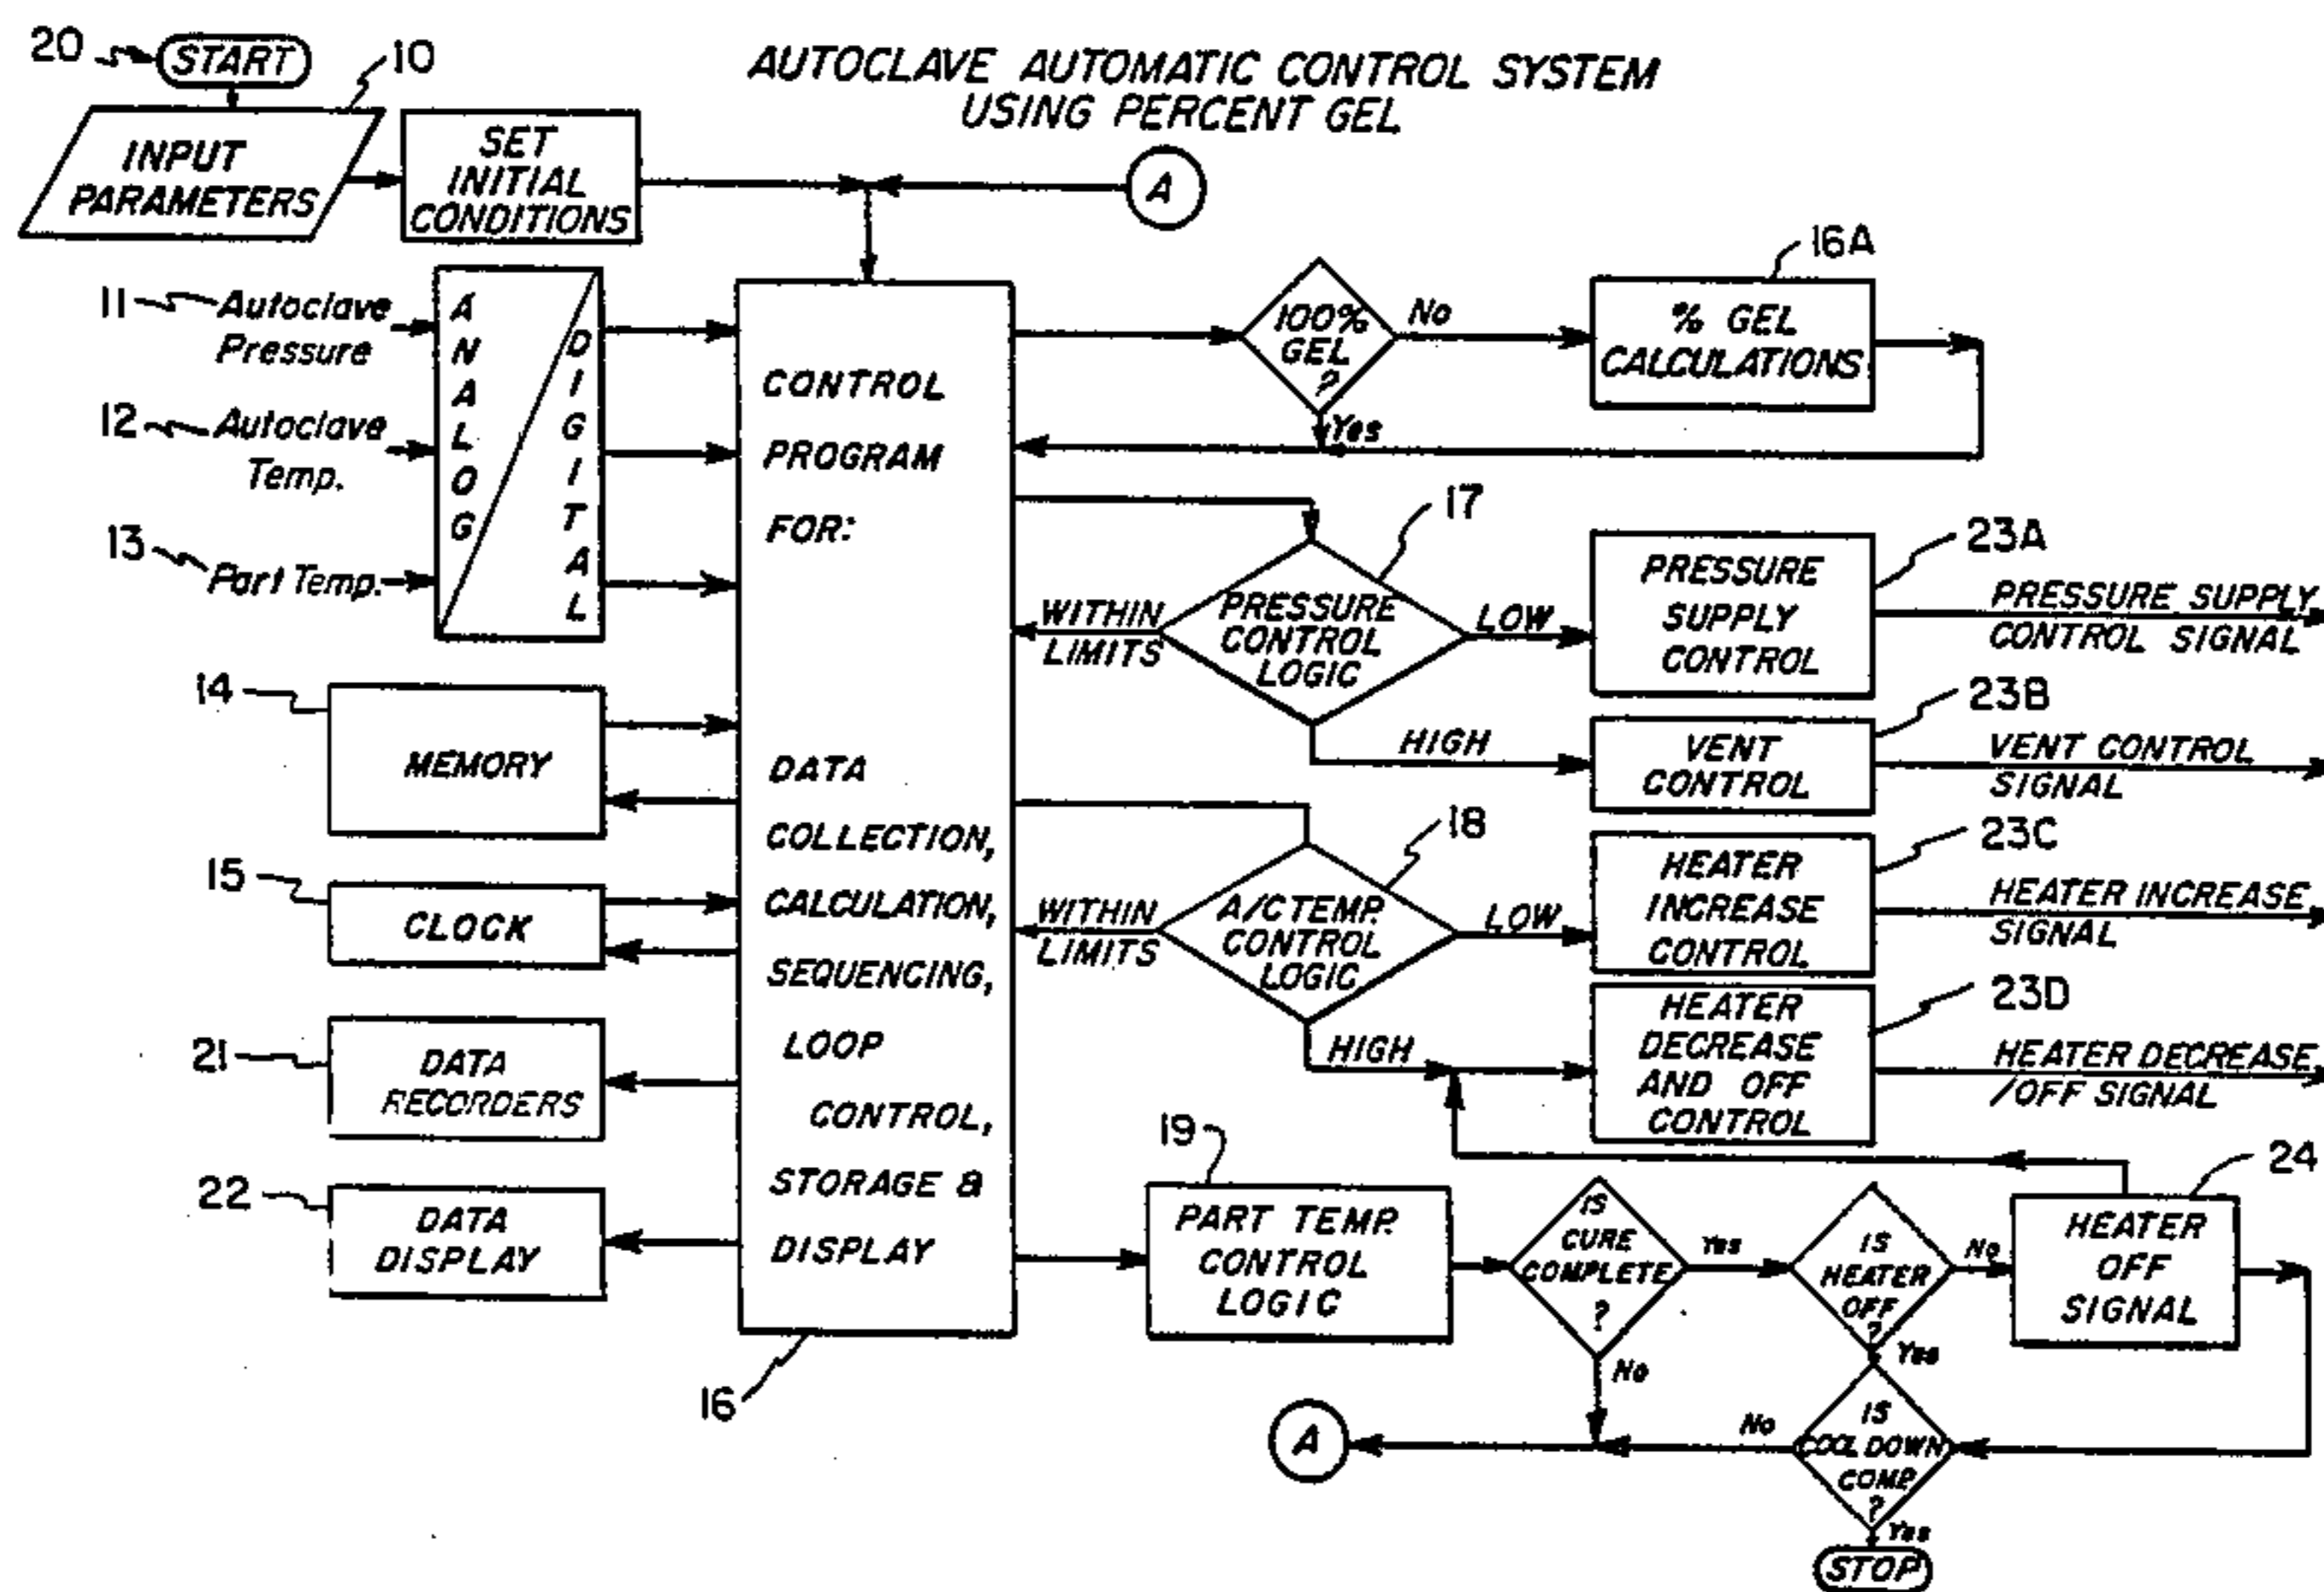 20
START
10
AUTOCLAVE AUTOMATIC CONTROL SYSTEM
USING PERCENT GEL
INPUT
PARAMETERS
SET
INITIAL
CONDITIONS
A
11
Autoclave
Pressure
12
Autoclave
Temp.
13
Part Temp.
ANALOG
DIGITAL
14
MEMORY
15
CLOCK
21
DATA
RECORDERS
22
DATA
DISPLAY
CONTROL
PROGRAM
FOR:
DATA
COLLECTION,
CALCULATION,
SEQUENCING,
LOOP
CONTROL,
STORAGE &
DISPLAY
16
100%
GEL
?
No
Yes
16A
% GEL
CALCULATIONS
17
PRESSURE
CONTROL
LOGIC
WITHIN
LIMITS
LOW
HIGH
23A
PRESSURE
SUPPLY
CONTROL
PRESSURE SUPPLY
CONTROL SIGNAL
23B
VENT
CONTROL
VENT CONTROL
SIGNAL
18
A/C TEMP.
CONTROL
LOGIC
WITHIN
LIMITS
LOW
HIGH
23C
HEATER
INCREASE
CONTROL
HEATER INCREASE
SIGNAL
23D
HEATER
DECREASE
AND OFF
CONTROL
HEATER DECREASE
/OFF SIGNAL
19
PART TEMP.
CONTROL
LOGIC
IS
CURE
COMPLETE
?
Yes
No
IS
HEATER
OFF
?
No
Yes
24
HEATER
OFF
SIGNAL
A
No
IS
COOLDOWN
COMP.
?
Yes
STOP